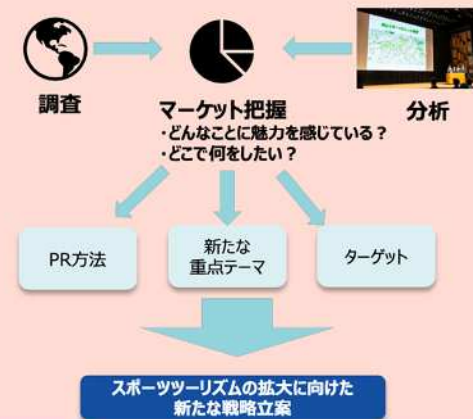 調査
マーケット把握
・どんなことに魅力を感じている？
・どこで何をしたい？
分析
PR方法
新たな
重点テーマ
ターゲット
スポーツツーリズムの拡大に向けた
新たな戦略立案